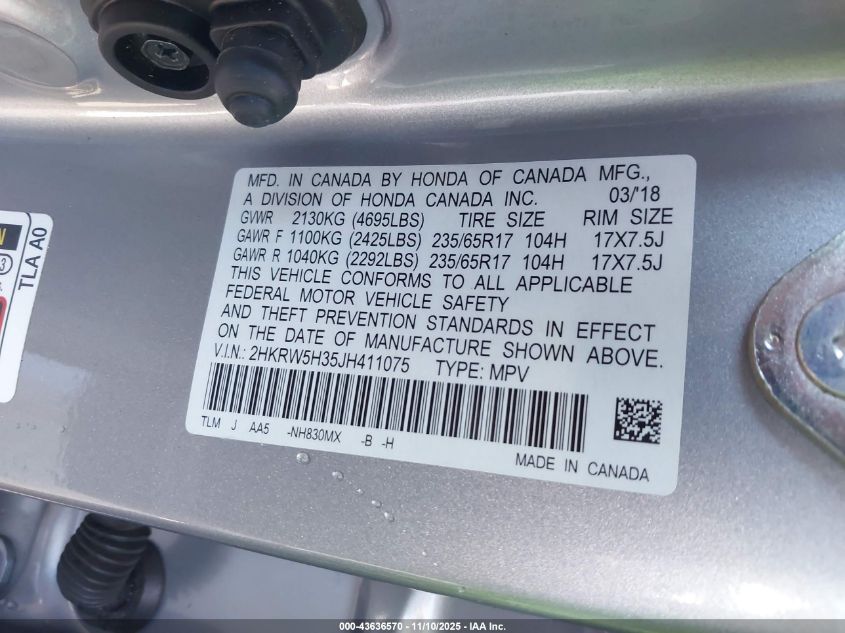 MFD. IN CANADA BY HONDA OF CANADA MFG.,
A DIVISION OF HONDA CANADA INC. 03/'18
GVWR 2130KG (4695LBS) TIRE SIZE RIM SIZE
GAWR F 1100KG (2425LBS) 235/65R17 104H 17X7.5J
GAWR R 1040KG (2292LBS) 235/65R17 104H 17X7.5J
THIS VEHICLE CONFORMS TO ALL APPLICABLE
FEDERAL MOTOR VEHICLE SAFETY
AND THEFT PREVENTION STANDARDS IN EFFECT
ON THE DATE OF MANUFACTURE SHOWN ABOVE.
V.I.N.: 2HKRW5H35JH411075 TYPE: MPV
TLM J AA5 -NH830MX -B -H
MADE IN CANADA
TLA A0
000-43636570 — 11/10/2025 — IAA Inc.